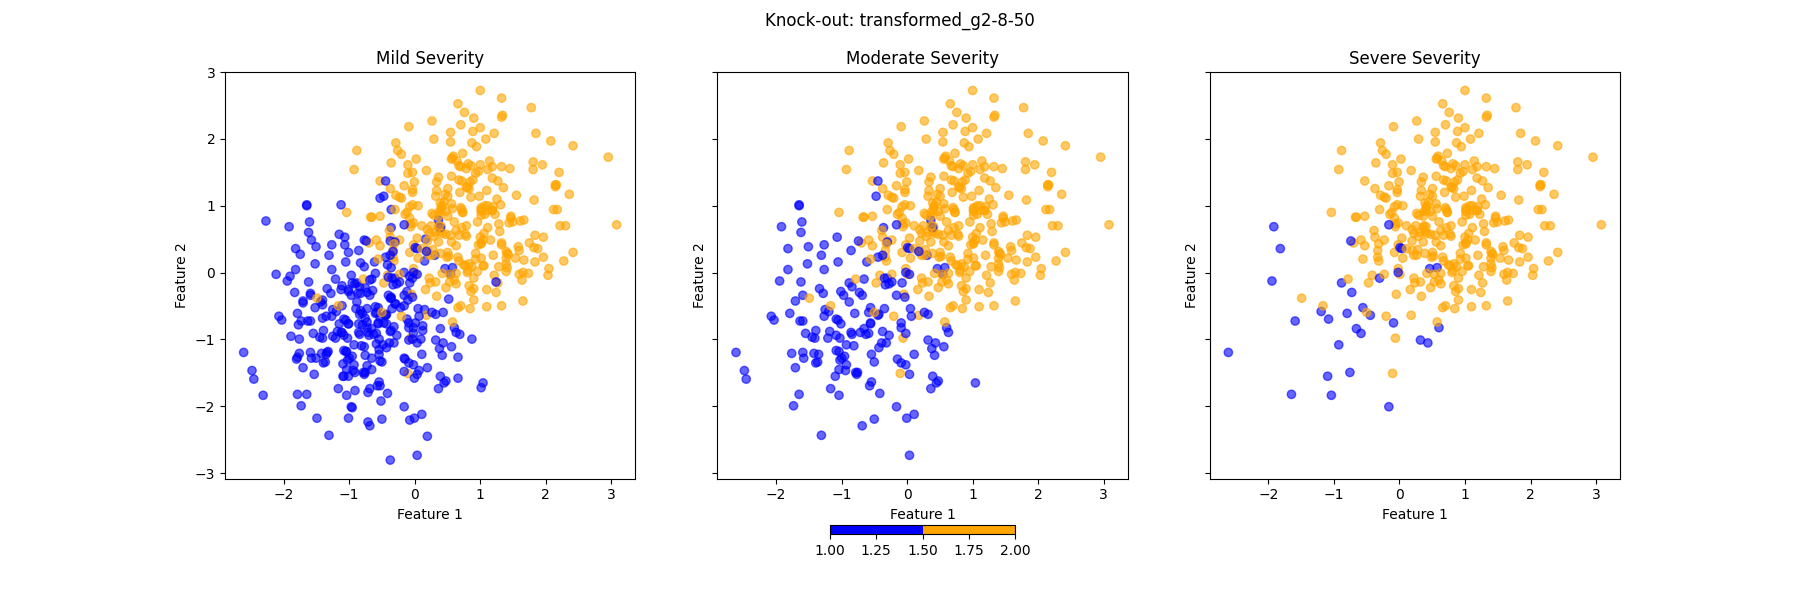 Knock-out: transformed_g2-8-50
Mild Severity
Moderate Severity
Severe Severity
3
2
1
0
−1
−2
−3
Feature 2
Feature 2
Feature 2
−2 −1 0 1 2 3
−2 −1 0 1 2 3
−2 −1 0 1 2 3
Feature 1
Feature 1
Feature 1
1.00 1.25 1.50 1.75 2.00